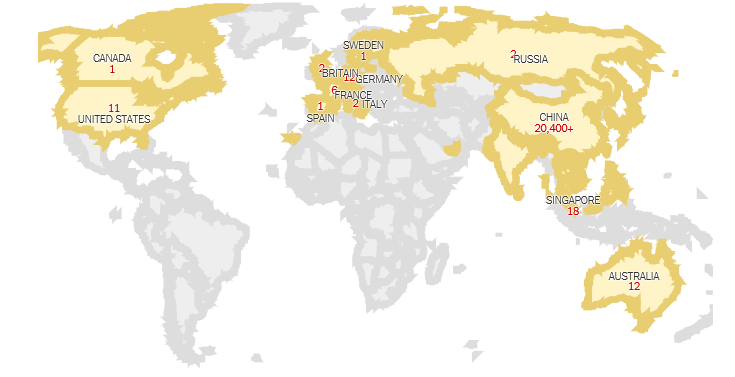 SWEDEN
1
CANADA
1
2
RUSSIA
2
BRITAIN
12
GERMANY
6
FRANCE
11
UNITED STATES
1
SPAIN
2 ITALY
CHINA
20,400+
SINGAPORE
18
AUSTRALIA
12